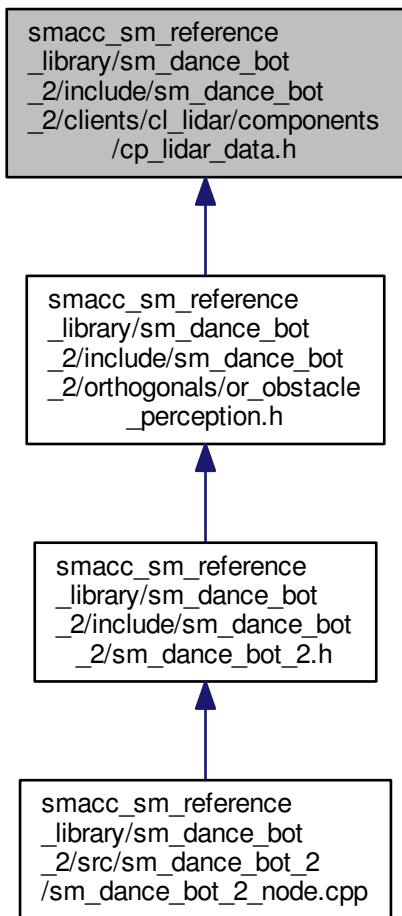 smacc_sm_reference
_library/sm_dance_bot
_2/include/sm_dance_bot
_2/clients/cl_lidar/components
/cp_lidar_data.h
smacc_sm_reference
_library/sm_dance_bot
_2/include/sm_dance_bot
_2/orthogonals/or_obstacle
_perception.h
smacc_sm_reference
_library/sm_dance_bot
_2/include/sm_dance_bot
_2/sm_dance_bot_2.h
smacc_sm_reference
_library/sm_dance_bot
_2/src/sm_dance_bot_2
/sm_dance_bot_2_node.cpp